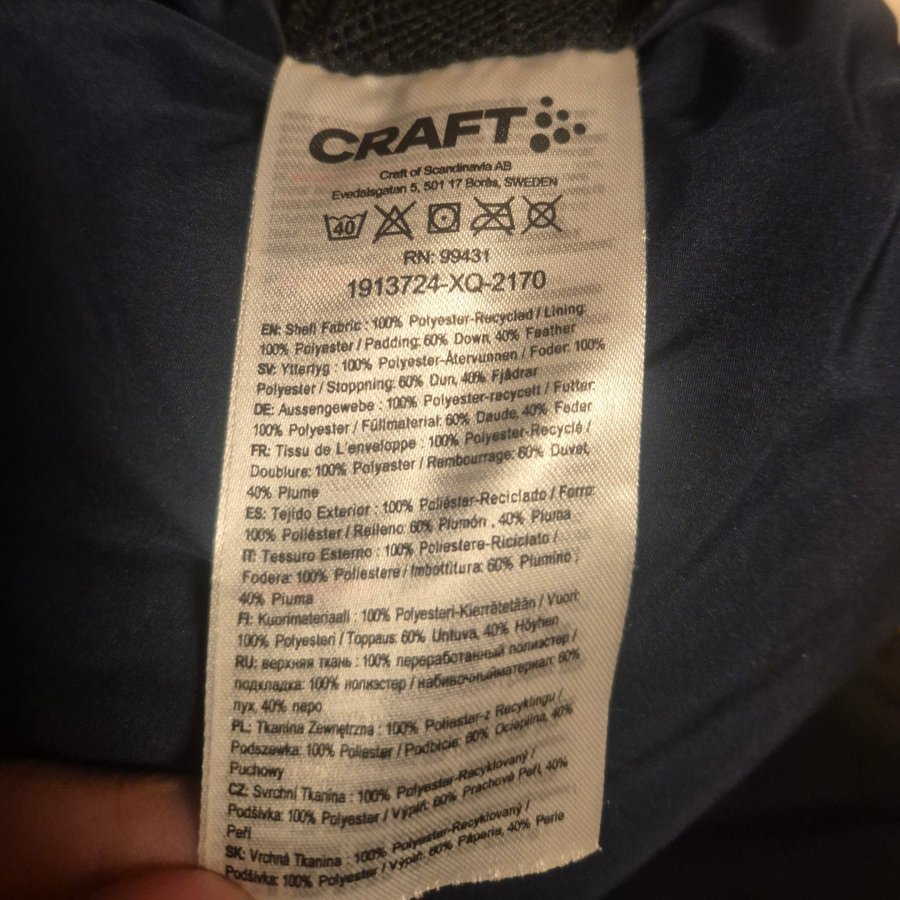 CRAFT
Craft of Scandinavia AB
Evedalsgatan 5, 501 17 Borås, SWEDEN
40
RN: 99431
1913724-XQ-2170
EN: Shell Fabric : 100% Polyester-Recycled / Lining:
100% Polyester / Padding: 60% Down, 40% Feather
SV: Yttertyg : 100% Polyester-Återvunnen / Foder: 100%
Polyester / Stoppning: 60% Dun, 40% Fjädrar
DE: Aussengewebe : 100% Polyester-recycelt / Futter:
100% Polyester / Füllmaterial: 60% Daude, 40% Feder
FR: Tissu de L'enveloppe : 100% Polyester-Recyclé /
Doublure: 100% Polyester / Rembourrage: 60% Duvet,
40% Plume
ES: Tejido Exterior : 100% Poliéster-Reciclado / Forro:
100% Poliéster / Relleno: 60% Plumón , 40% Piuma
IT: Tessuro Esterno : 100% Poliestere-Riciclato /
Fodera: 100% Poliestere / Imbottitura: 60% Piumino ,
40% Piuma
FI: Kuorimateriaali : 100% Polyesteri-Kierrätetään / Vuori:
100% Polyesteri / Toppaus: 60% Untuva, 40% Höyhen
RU: верхняя ткань : 100% переработанный полиэстер /
подкладка: 100% полиэстер / набивочныйматериал: 60%
пух, 40% перо
PL: Tkanina Zewnętrzna : 100% Poliester-z Recyklingu /
Podszewka: 100% Poliester / Podbicie: 60% Ocieplina, 40%
Puchowy
CZ: Svrchní Tkanina : 100% Polyester-Recyklovaný /
Podšívka: 100% Polyester / Výplň: 60% Prachové Peří, 40%
Peří
SK: Vrchná Tkanina : 100% Polyester-Recyklovaný /
Podšívka: 100% Polyester / Výplň: 60% Páperie, 40% Perie